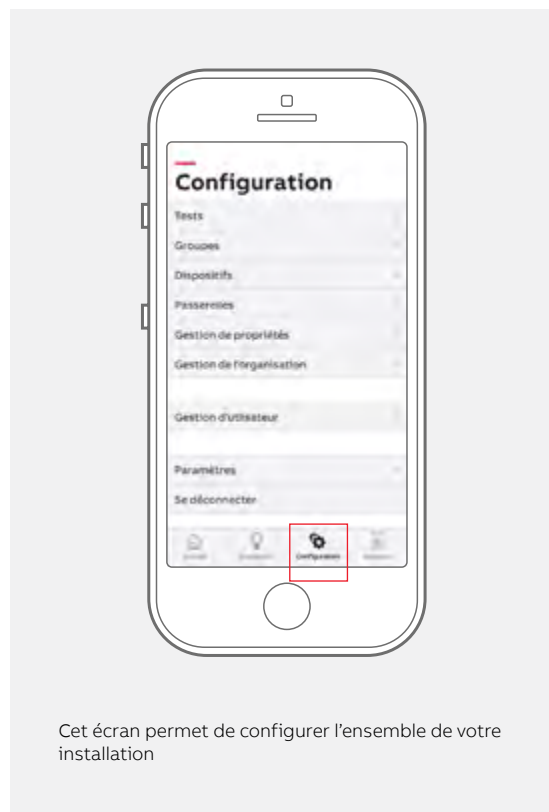 Configuration
Tests
Groupes
Dispositifs
Passerelles
Gestion de propriétés
Gestion de l'organisation
Gestion d'utilisateur
Paramètres
Se déconnecter
Configuration
Cet écran permet de configurer l'ensemble de votre
installation